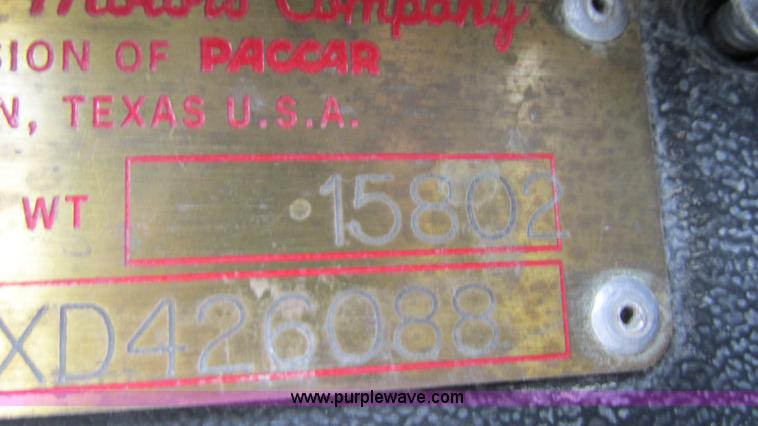 Motors Company
SION OF PACCAR
N, TEXAS U.S.A.
WT 15802
XD426088
www.purplewave.com